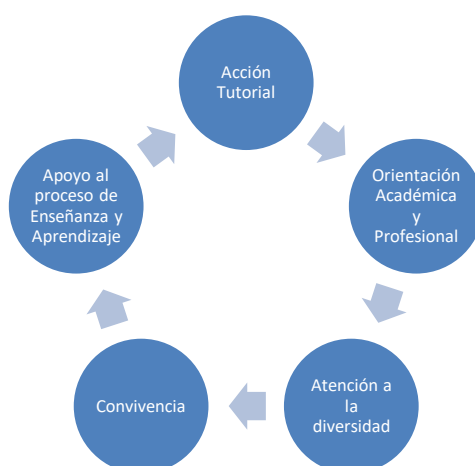 Acción
Tutorial
Orientación
Académica
y
Profesional
Atención a
la
diversidad
Convivencia
Apoyo al
proceso de
Enseñanza y
Aprendizaje